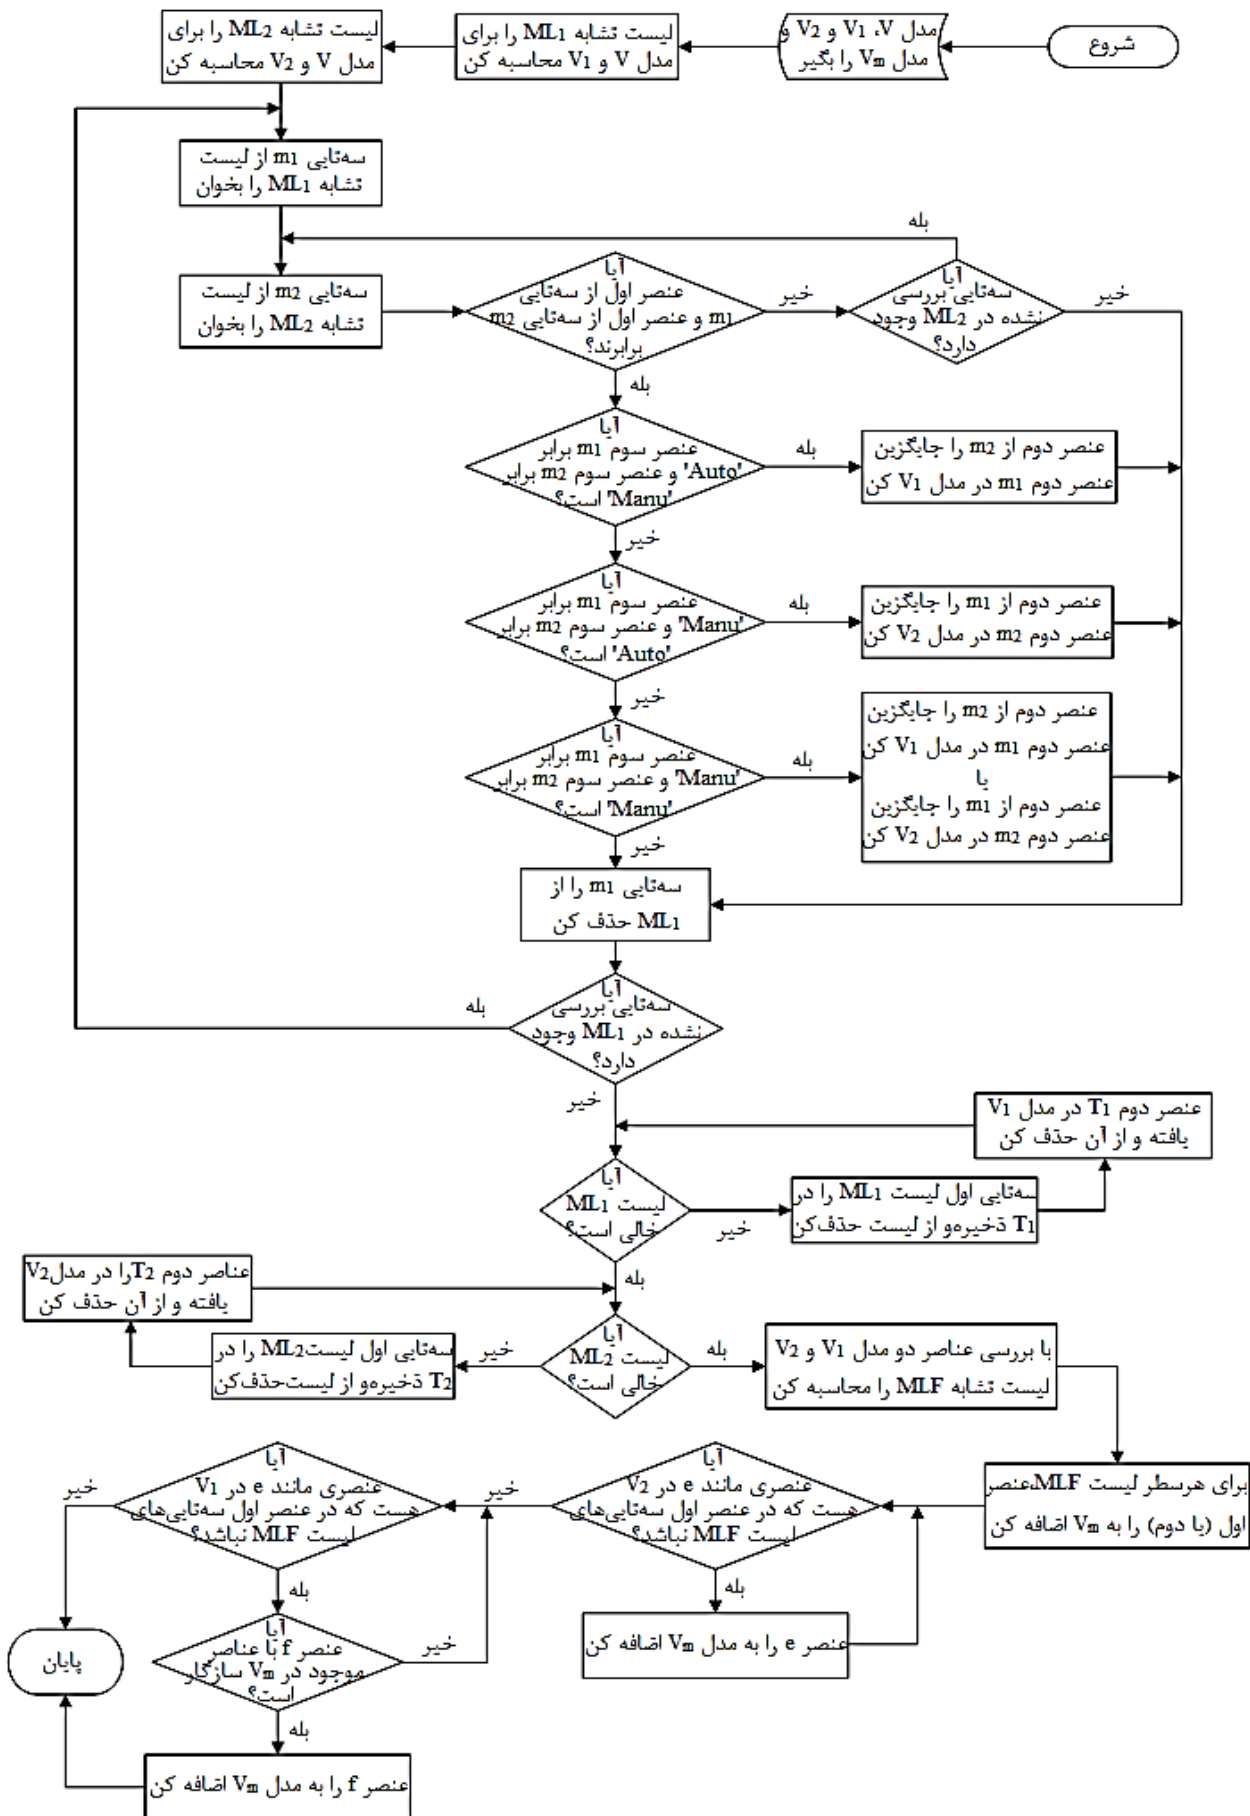 شروع
مدل V، V1 و V2 و
مدل Vm را بگیر
لیست تشابه ML1 را برای
مدل V و V1 محاسبه کن
لیست تشابه ML2 را برای
مدل V و V2 محاسبه کن
سه‌تایی m1 از لیست
تشابه ML1 را بخوان
سه‌تایی m2 از لیست
تشابه ML2 را بخوان
آیا
عنصر اول از سه‌تایی
m1 و عنصر اول از سه‌تایی m2
برابرند؟
خیر
آیا
سه‌تایی بررسی
نشده در ML2 وجود
دارد؟
بله
خیر
بله
آیا
عنصر سوم m1 برابر
'Auto' و عنصر سوم m2 برابر
'Manu' است؟
بله
عنصر دوم از m2 را جایگزین
عنصر دوم m1 در مدل V1 کن
خیر
آیا
عنصر سوم m1 برابر
'Manu' و عنصر سوم m2 برابر
'Auto' است؟
بله
عنصر دوم از m1 را جایگزین
عنصر دوم m2 در مدل V2 کن
خیر
آیا
عنصر سوم m1 برابر
'Manu' و عنصر سوم m2 برابر
'Manu' است؟
بله
عنصر دوم از m2 را جایگزین
عنصر دوم m1 در مدل V1 کن
یا
عنصر دوم از m1 را جایگزین
عنصر دوم m2 در مدل V2 کن
خیر
سه‌تایی m1 را از
ML1 حذف کن
آیا
سه‌تایی بررسی
نشده در ML1 وجود
دارد؟
بله
خیر
آیا
لیست ML1
خالی است؟
خیر
سه‌تایی اول لیست ML1 را در
T1 ذخیره‌و از لیست حذف‌کن
عنصر دوم T1 در مدل V1
یافته و از آن حذف کن
بله
آیا
لیست ML2
خالی است؟
خیر
سه‌تایی اول لیستML2 را در
T2 ذخیره‌و از لیست‌حذف‌کن
عناصر دوم T2را در مدلV2
یافته و از آن حذف کن
بله
با بررسی عناصر دو مدل V1 و V2
لیست تشابه MLF را محاسبه کن
برای هرسطر لیست MLF،عنصر
اول (یا دوم) را به Vm اضافه کن
آیا
عنصری مانند e در V2
هست که در عنصر اول سه‌تایی‌های
لیست MLF نباشد؟
بله
عنصر e را به مدل Vm اضافه کن
خیر
آیا
عنصری مانند e در V1
هست که در عنصر اول سه‌تایی‌های
لیست MLF نباشد؟
خیر
بله
آیا
عنصر f با عناصر
موجود در Vm سازگار
است؟
خیر
بله
عنصر f را به مدل Vm اضافه کن
پایان